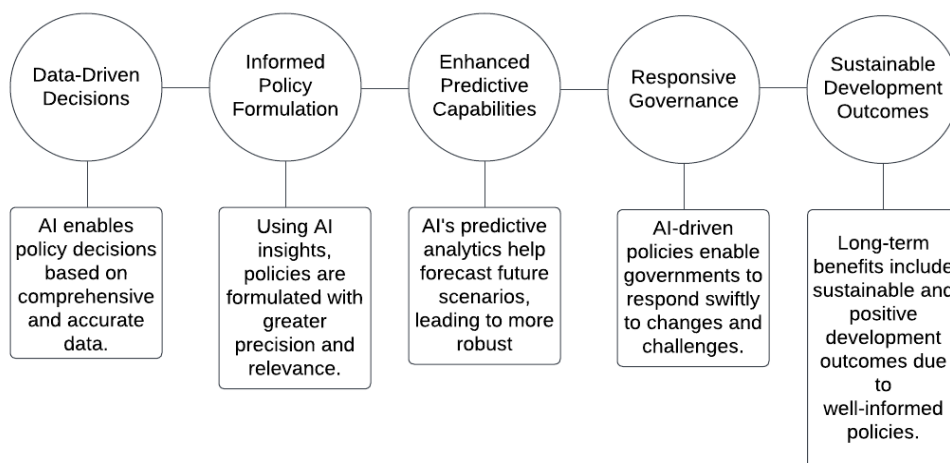 Data-Driven
Decisions
Informed
Policy
Formulation
Enhanced
Predictive
Capabilities
Responsive
Governance
Sustainable
Development
Outcomes
AI enables
policy decisions
based on
comprehensive
and accurate
data.
Using AI
insights,
policies are
formulated with
greater
precision and
relevance.
AI's predictive
analytics help
forecast future
scenarios,
leading to more
robust
AI-driven
policies enable
governments to
respond swiftly
to changes and
challenges.
Long-term
benefits include
sustainable and
positive
development
outcomes due
to
well-informed
policies.